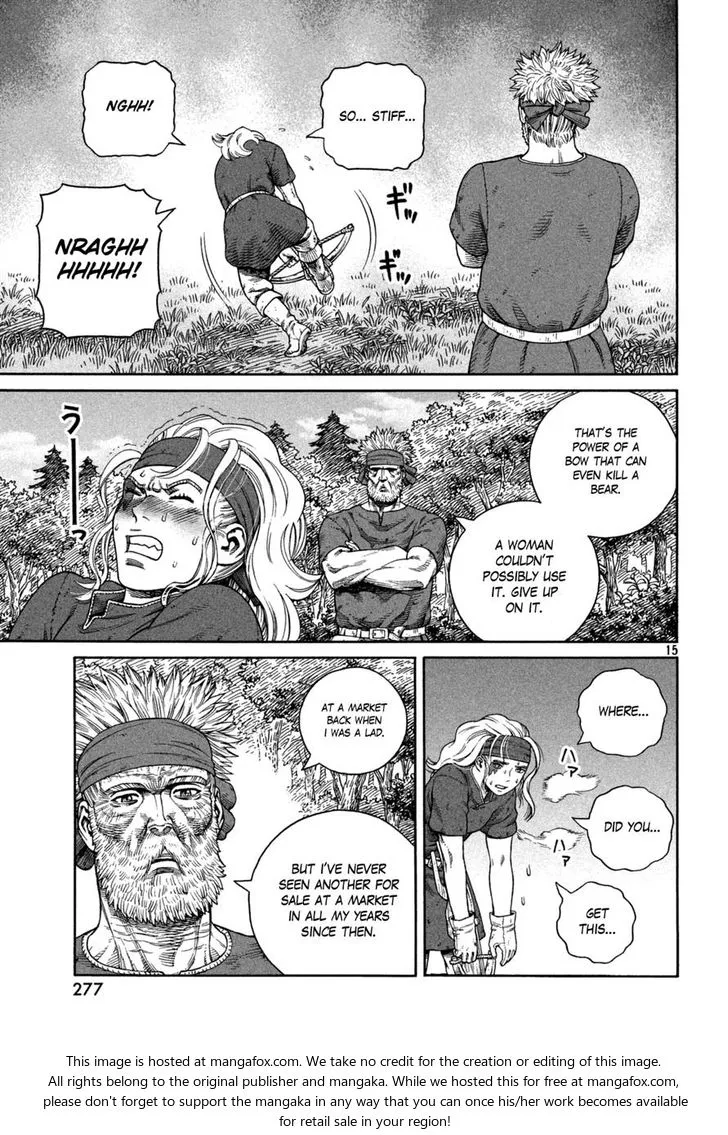 SO... STIFF...
NGHH!
NRAGHH
HHHHH!
ギッ
ギッ
THAT'S THE
POWER OF A
BOW THAT CAN
EVEN KILL A
BEAR.
A WOMAN
COULDN'T
POSSIBLY USE
IT. GIVE UP
ON IT.
うーっ
15
WHERE...
DID YOU...
GET
THIS...
ハァ
ハァ
AT A MARKET
BACK WHEN
I WAS A LAD.
BUT I'VE NEVER
SEEN ANOTHER FOR
SALE AT A MARKET
IN ALL MY YEARS
SINCE THEN.
277
This image is hosted at mangafox.com. We take no credit for the creation or editing of this image.
All rights belong to the original publisher and mangaka. While we hosted this for free at mangafox.com,
please don't forget to support the mangaka in any way that you can once his/her work becomes available
for retail sale in your region!